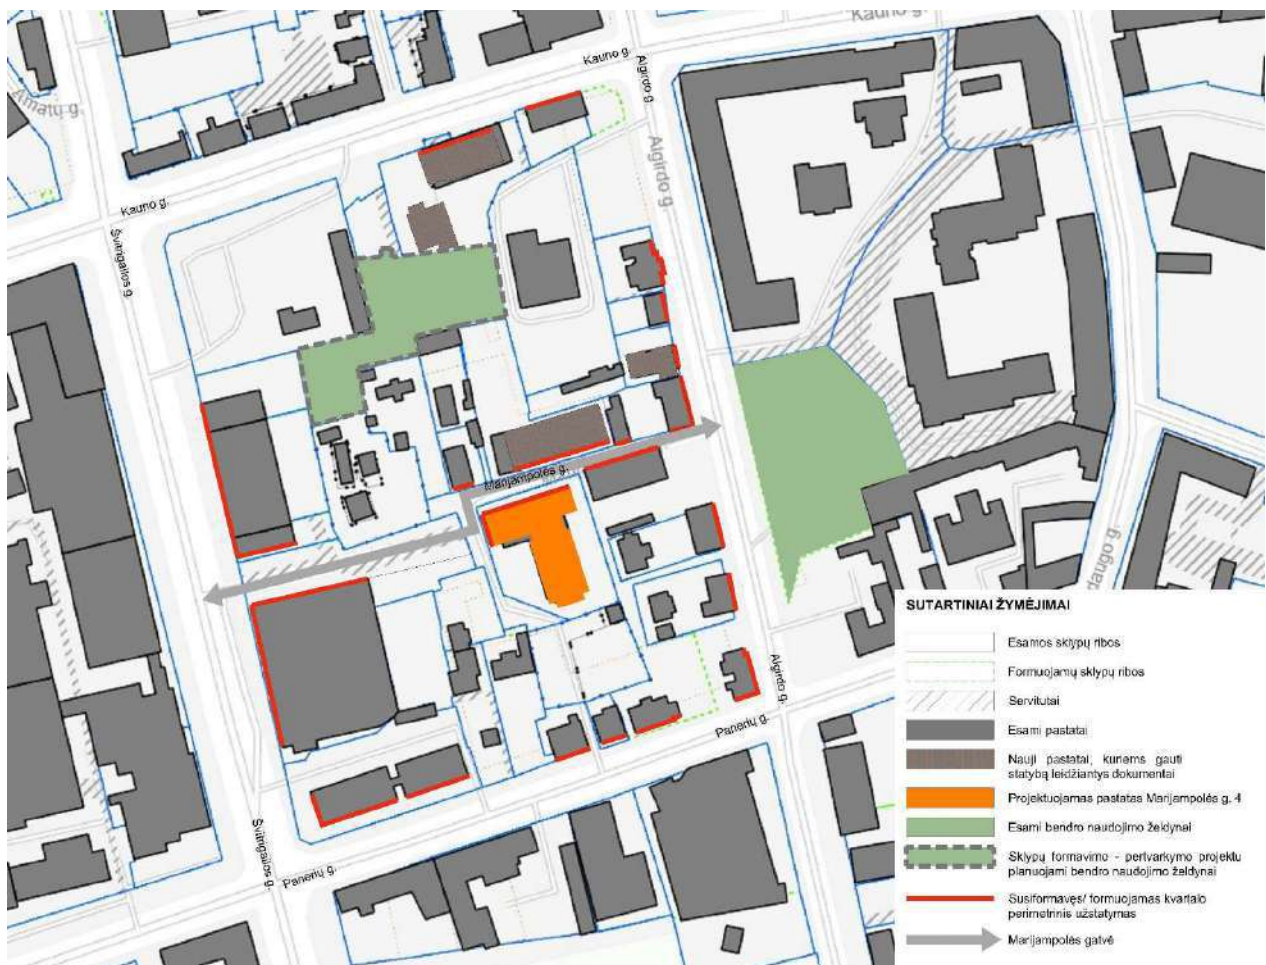 Kauno g.
Kauno g.
Algirdo g.
Amatų g.
Algirdo g.
Kauno g.
Švitrigailos g.
Marijampolės g.
daugo g.
Algirdo g.
Panerių g.
Švitrigailos g.
Panerių g.
SUTARTINIAI ŽYMĖJIMAI
Esamos sklypų ribos
Formuojamų sklypų ribos
Servitutai
Esami pastatai
Nauji pastatai, kuriems gauti
statybą leidžiantys dokumentai
Projektuojamas pastatas Marijampolės g. 4
Esami bendro naudojimo želdynai
Sklypų formavimo - pertvarkymo projektu
planuojami bendro naudojimo želdynai
Susiformavęs/ formuojamas kvartalo
perimetrinis užstatymas
Marijampolės gatvė